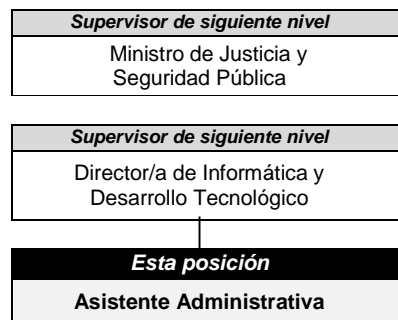 Supervisor de siguiente nivel
Ministro de Justicia y
Seguridad Pública
Supervisor de siguiente nivel
Director/a de Informática y
Desarrollo Tecnológico
Esta posición
Asistente Administrativa